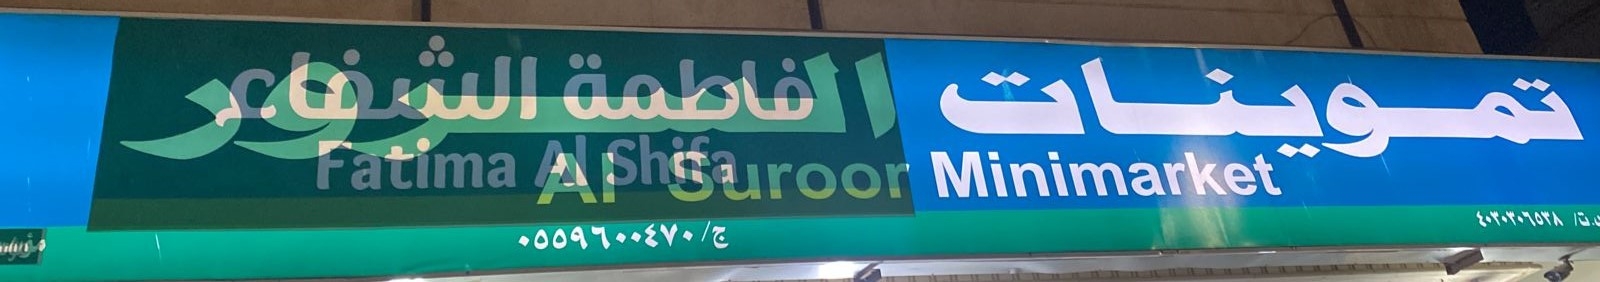 تموينات السرور
فاطمة الشفاء
Fatima Al Shifa
Al Suroor Minimarket
ج/ ٠٥٥٩٦٠٠٤٧٠
س.ت/ ٤٠٣٠٣٠٦٥٣٨